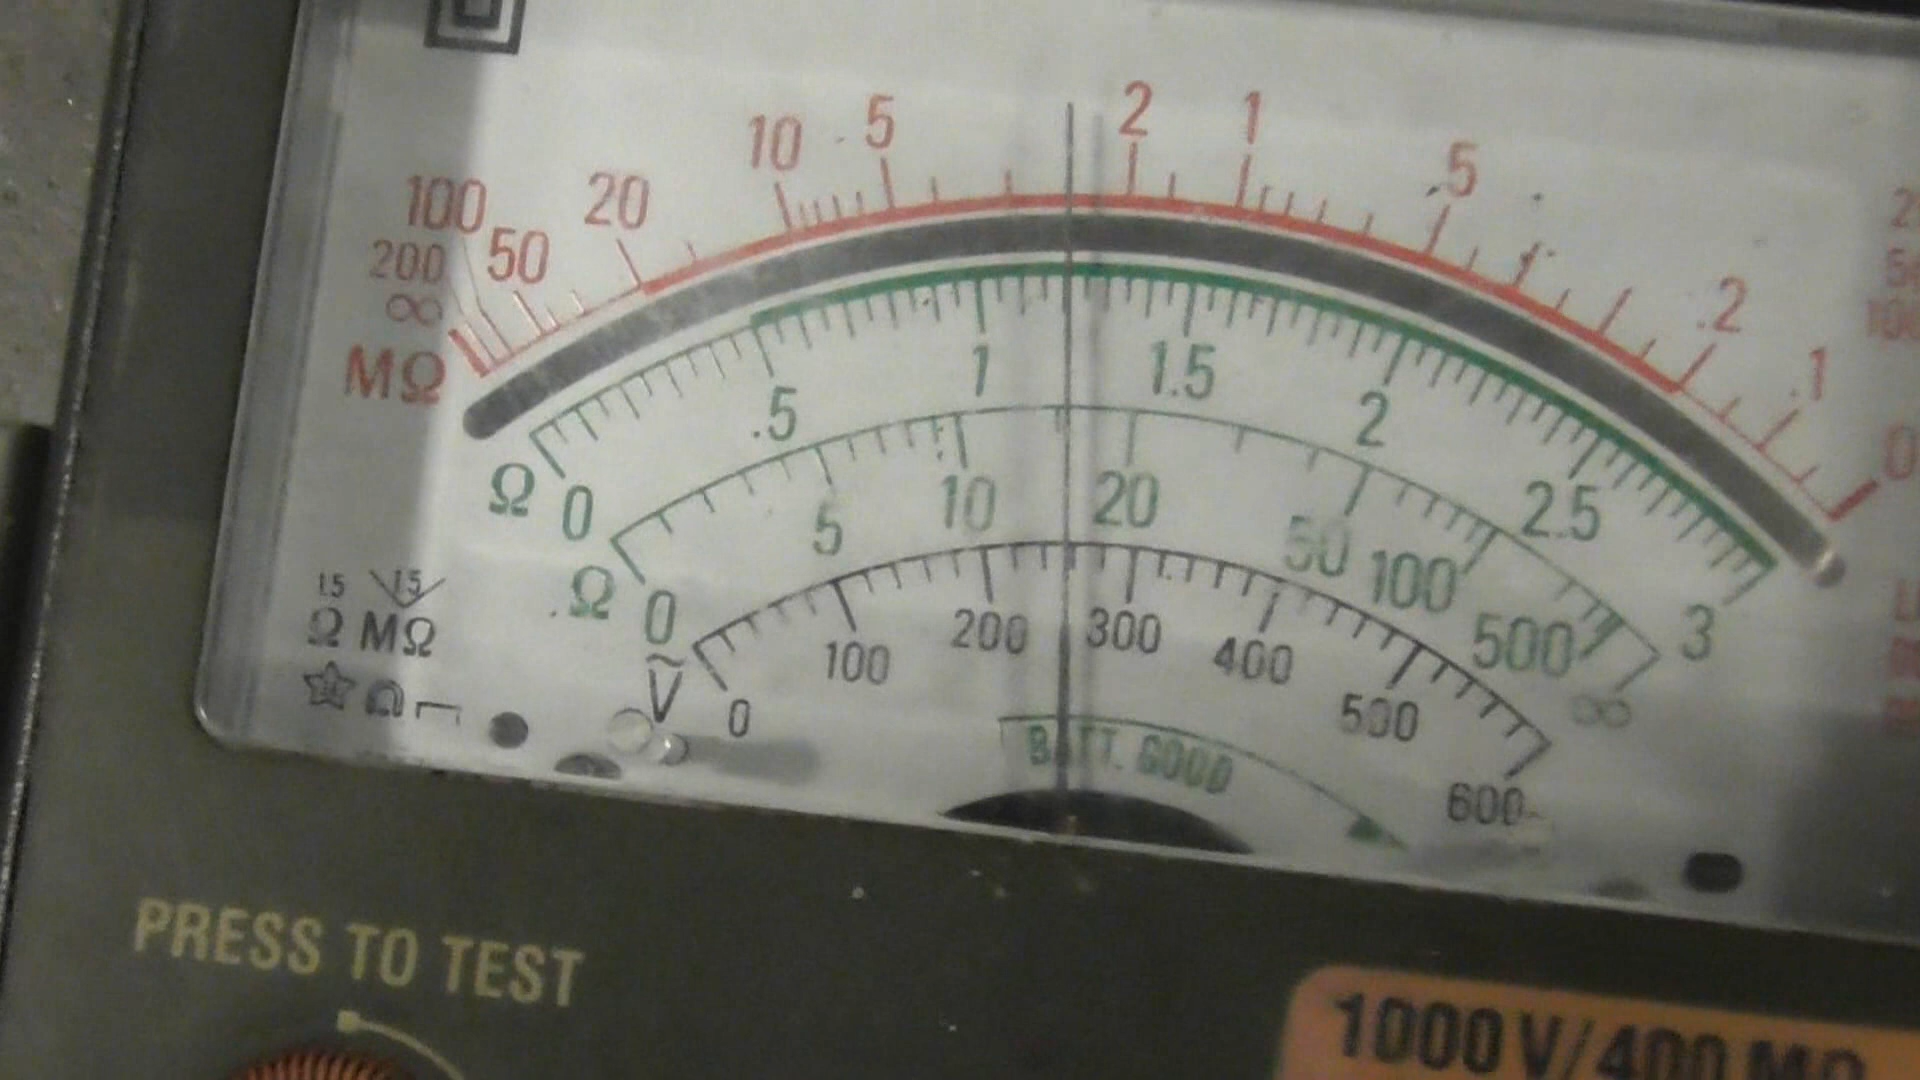 2 1
10 5 .5
100 20
200 50 .2
∞ .1
MΩ 1 1.5 0
.5 2
Ω 0 10 20 2.5
5 50 100
Ω 0 3
15 15 200 300 500
Ω MΩ 100 400 ∞
Ṽ 0 500
BATT. GOOD
600
PRESS TO TEST
1000 V/400 MΩ